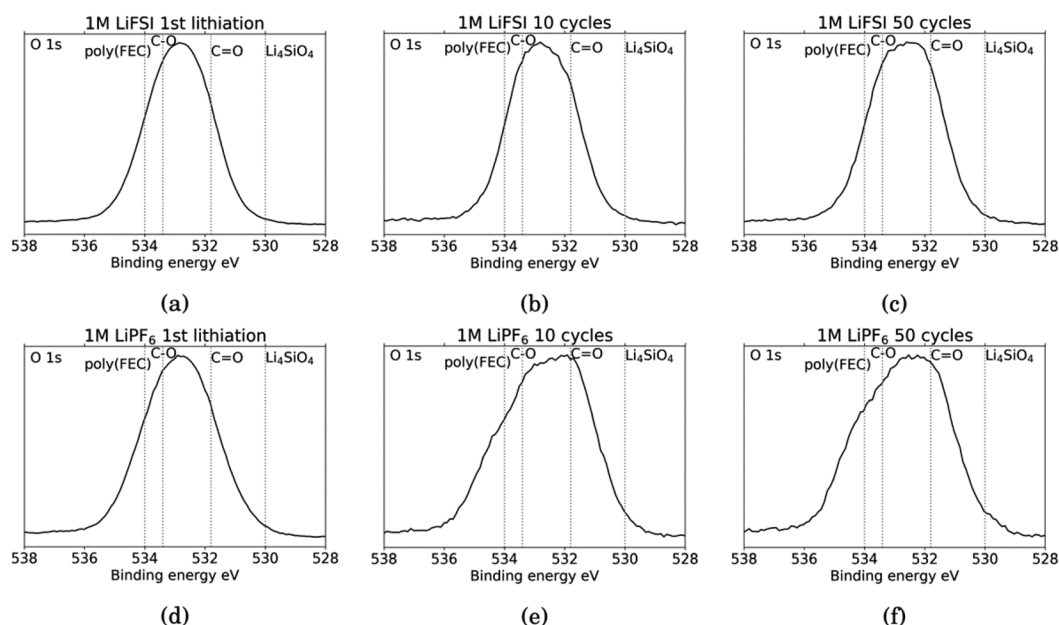 1M LiFSI 1st lithiation
O 1s
poly(FEC)
C-O
C=O
Li₄SiO₄
538 536 534 532 530 528
Binding energy eV
(a)
1M LiFSI 10 cycles
O 1s
poly(FEC)
C-O
C=O
Li₄SiO₄
538 536 534 532 530 528
Binding energy eV
(b)
1M LiFSI 50 cycles
O 1s
poly(FEC)
C-O
C=O
Li₄SiO₄
538 536 534 532 530 528
Binding energy eV
(c)
1M LiPF₆ 1st lithiation
O 1s
poly(FEC)
C-O
C=O
Li₄SiO₄
538 536 534 532 530 528
Binding energy eV
(d)
1M LiPF₆ 10 cycles
O 1s
poly(FEC)
C-O
C=O
Li₄SiO₄
538 536 534 532 530 528
Binding energy eV
(e)
1M LiPF₆ 50 cycles
O 1s
poly(FEC)
C-O
C=O
Li₄SiO₄
538 536 534 532 530 528
Binding energy eV
(f)